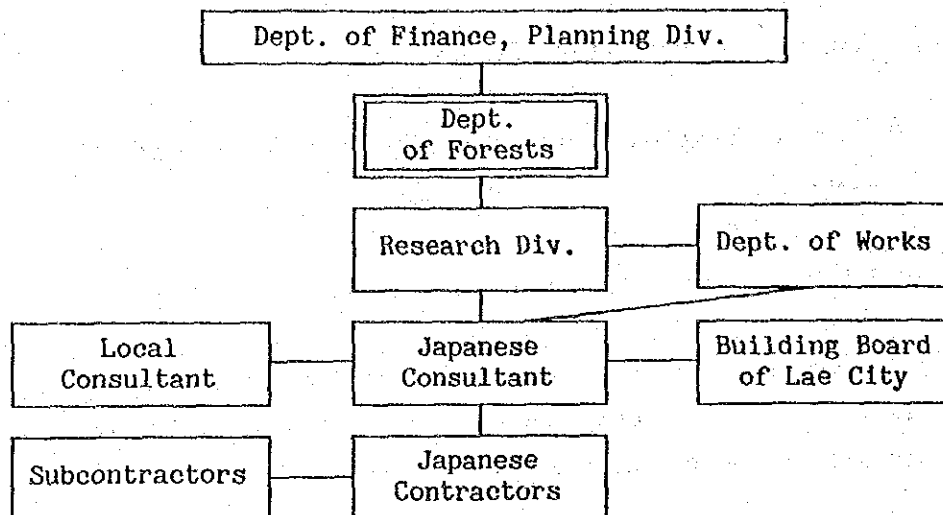 Dept. of Finance, Planning Div.
Dept.
of Forests
Research Div.
Dept. of Works
Local
Consultant
Japanese
Consultant
Building Board
of Lae City
Subcontractors
Japanese
Contractors